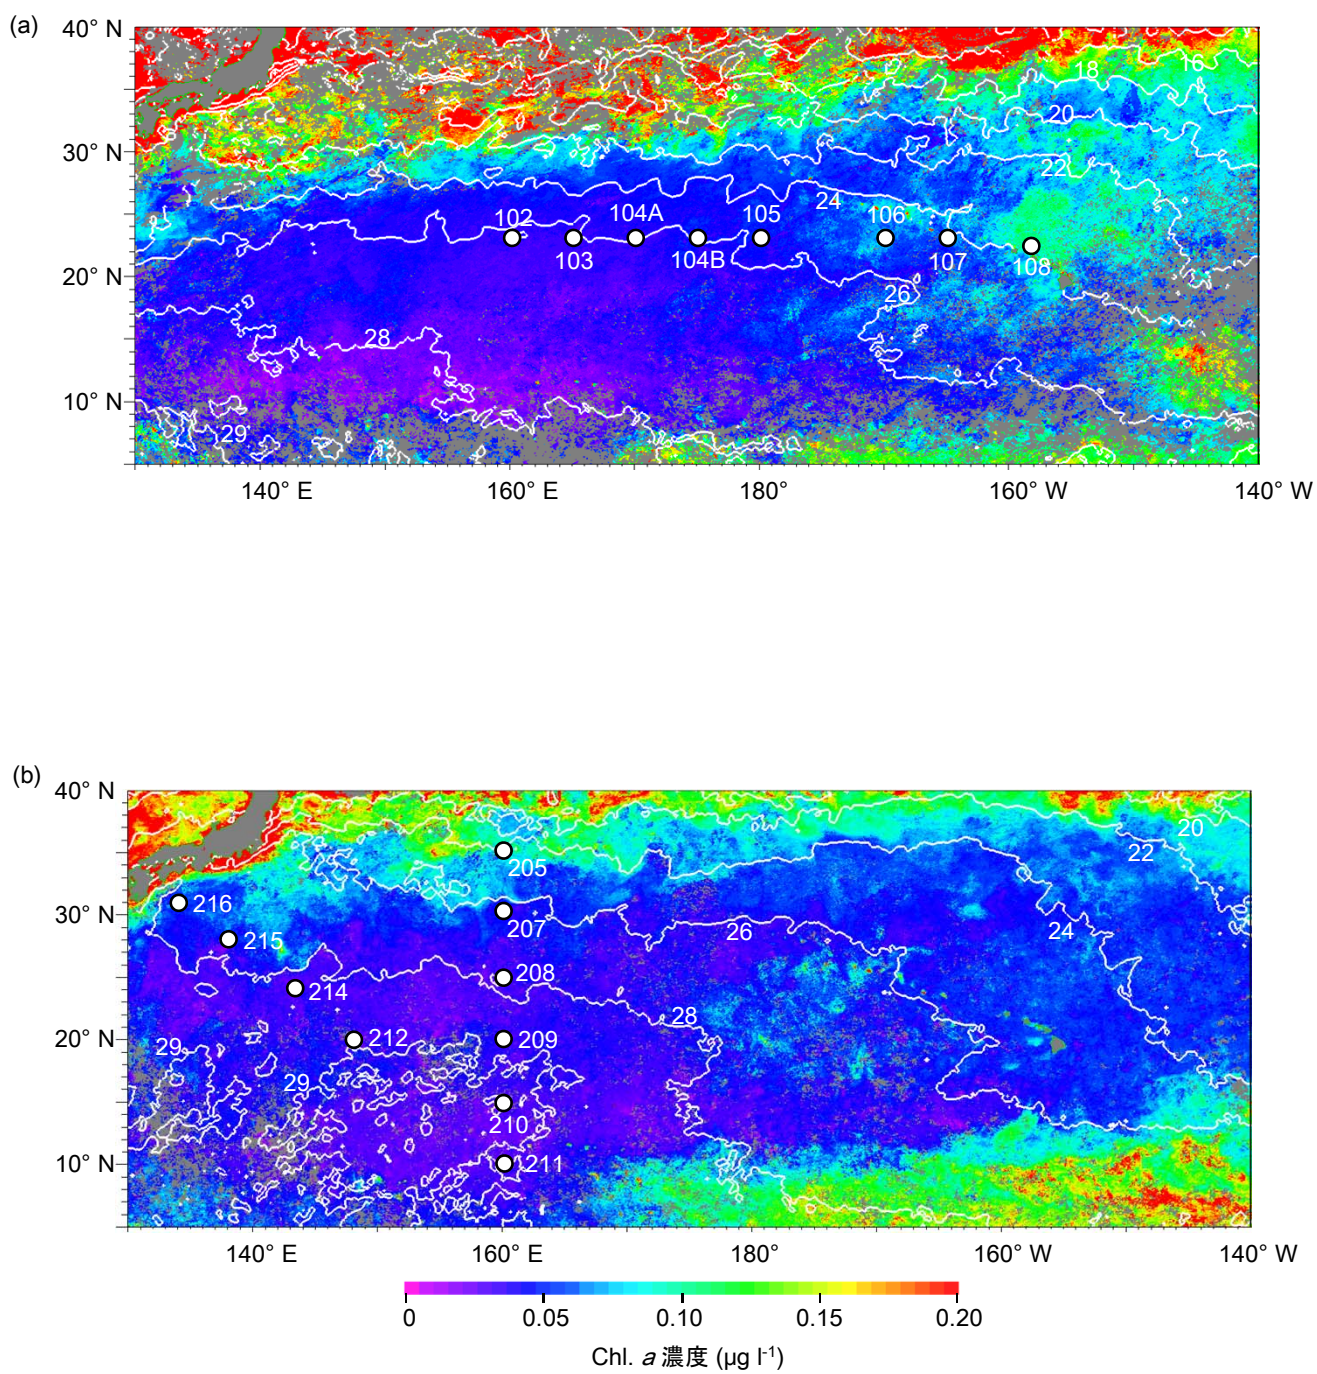 (a)
40° N
30° N
20° N
10° N
18
16
20
22
24
102
104A
105
106
103
104B
107
108
26
28
29
140° E
160° E
180°
160° W
140° W
(b)
40° N
30° N
20° N
10° N
20
22
205
216
207
26
24
215
208
214
28
212
209
29
29
210
211
140° E
160° E
180°
160° W
140° W
0
0.05
0.10
0.15
0.20
Chl. a 濃度 (µg l-1)